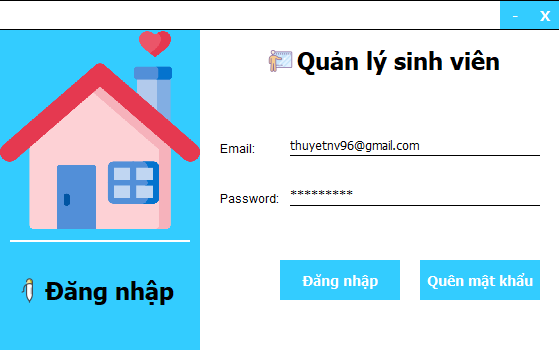 - X
Quản lý sinh viên
Email: thuyetnv96@gmail.com
Password: *********
Đăng nhập
Đăng nhập Quên mật khẩu